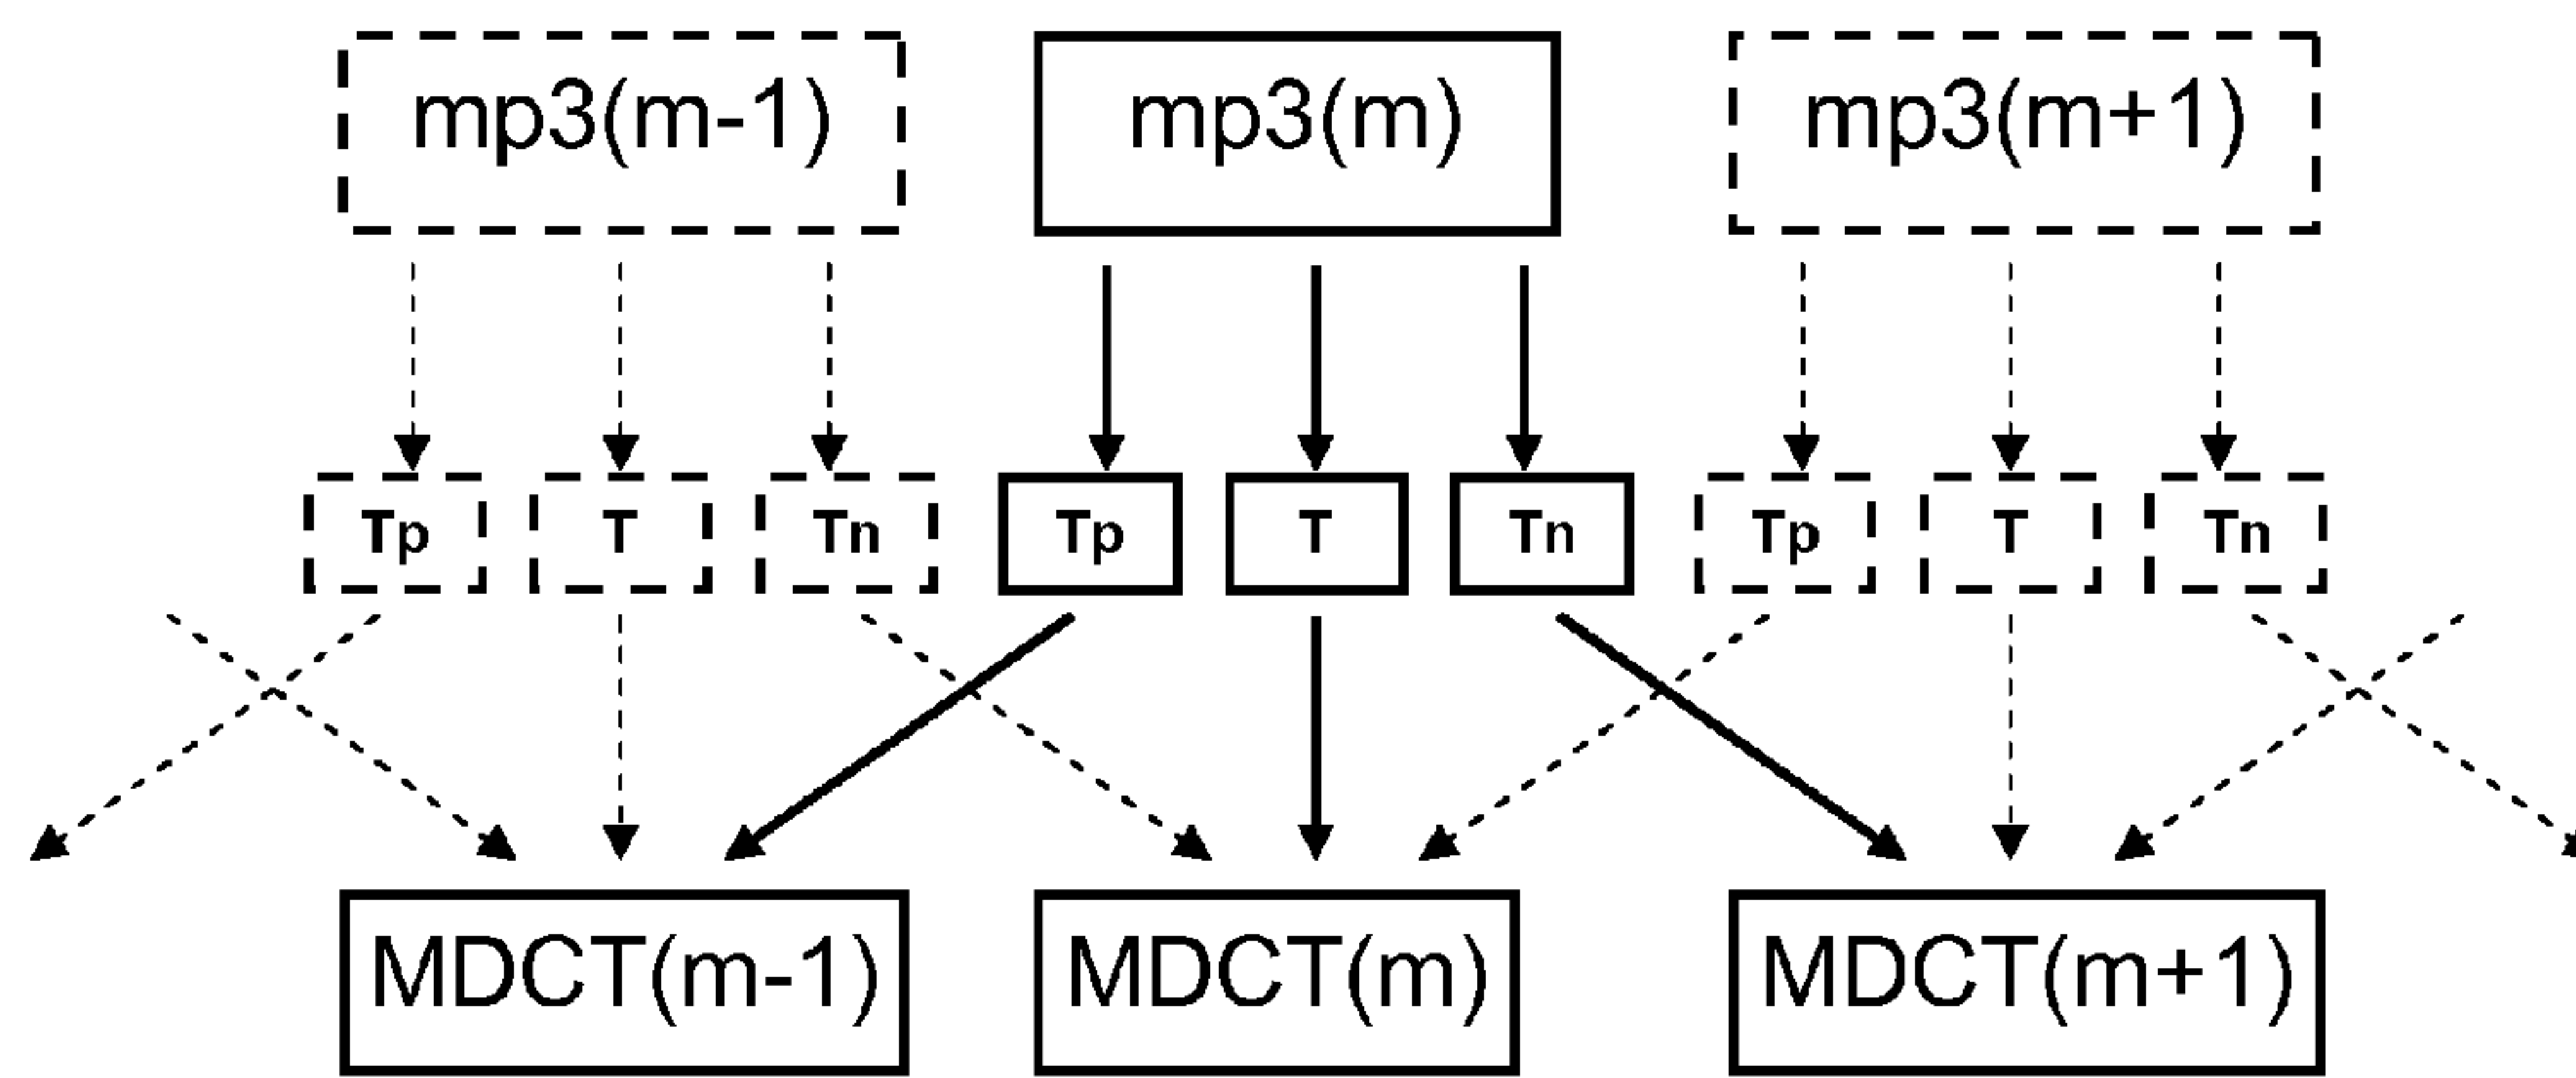 mp3(m-1) mp3(m) mp3(m+1)
Tp T Tn Tp T Tn Tp T Tn
MDCT(m-1) MDCT(m) MDCT(m+1)